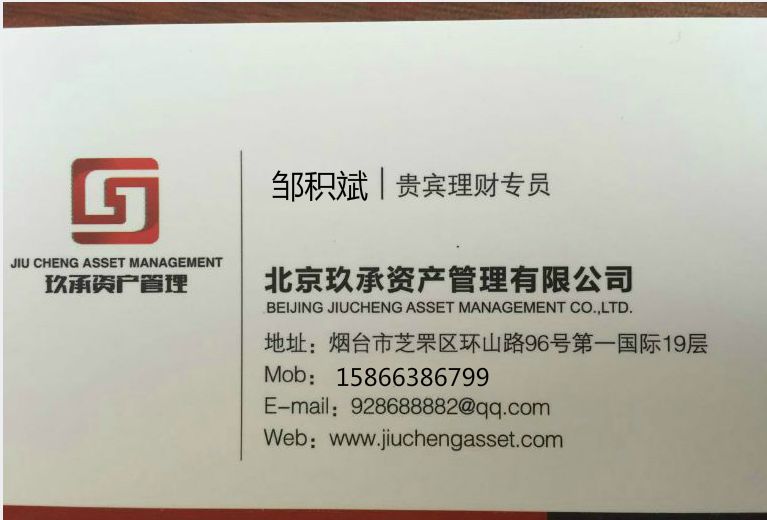 JIU CHENG ASSET MANAGEMENT
玖承资产管理
邹积斌 | 贵宾理财专员
北京玖承资产管理有限公司
BEIJING JIUCHENG ASSET MANAGEMENT CO.,LTD.
地址：烟台市芝罘区环山路96号第一国际19层
Mob：15866386799
E-mail：928688882@qq.com
Web：www.jiuchengasset.com